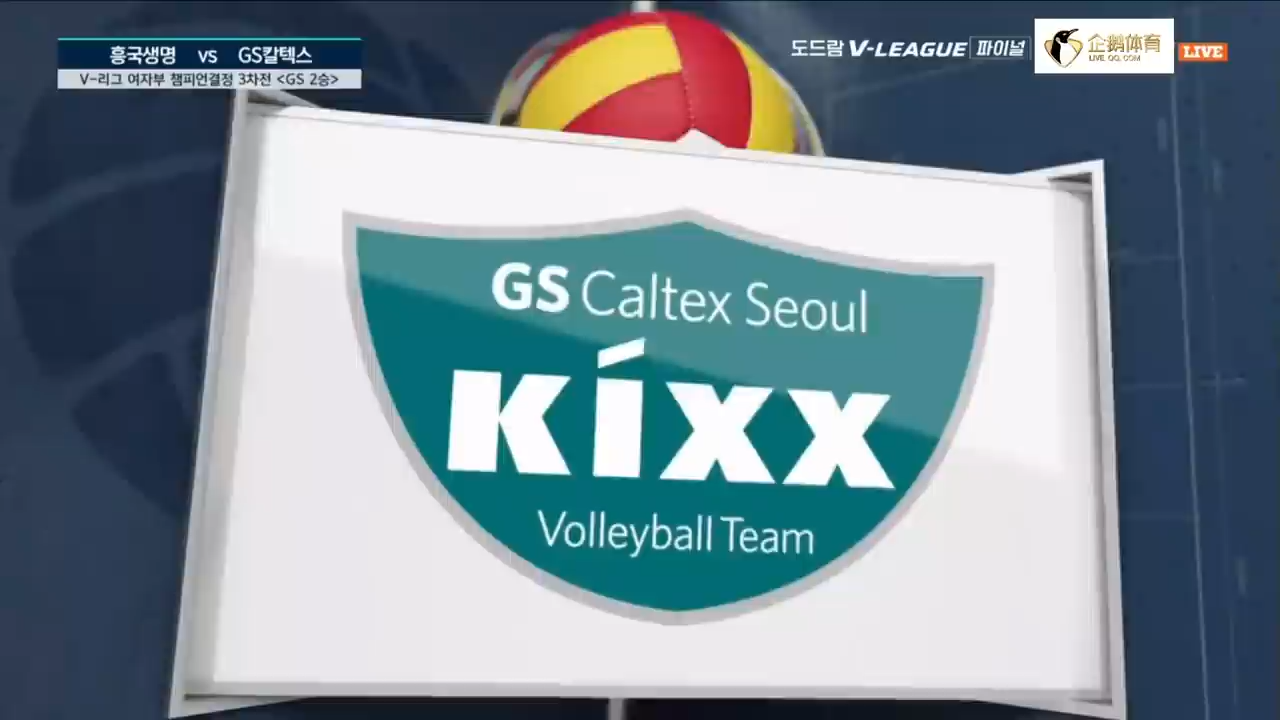 흥국생명 vs GS칼텍스
V-리그 여자부 챔피언결정 3차전 <GS 2승>
도드람 V-LEAGUE 파이널
企鹅体育
LIVE.QQ.COM
LIVE
GS Caltex Seoul
Kixx
Volleyball Team